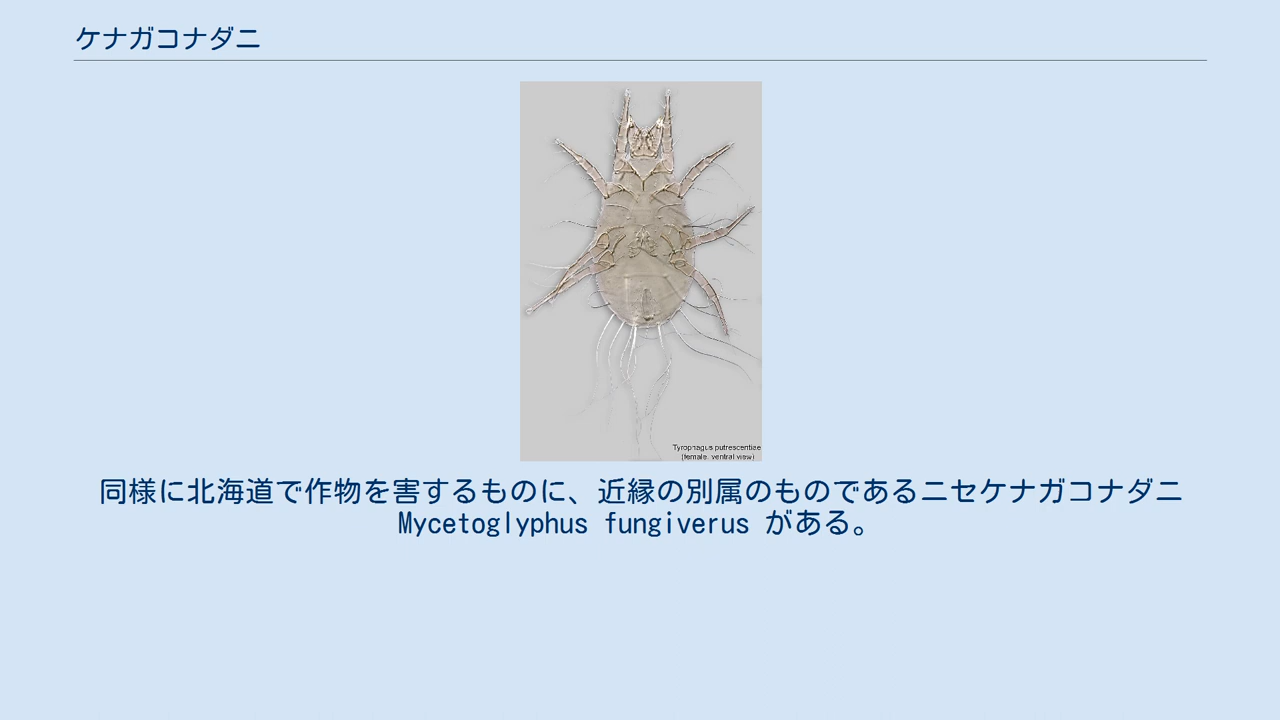 ケナガコナダニ
Tyrophagus putrescentiae
(female, ventral view)
同様に北海道で作物を害するものに、近縁の別属のものであるニセケナガコナダニ
Mycetoglyphus fungiverus がある。